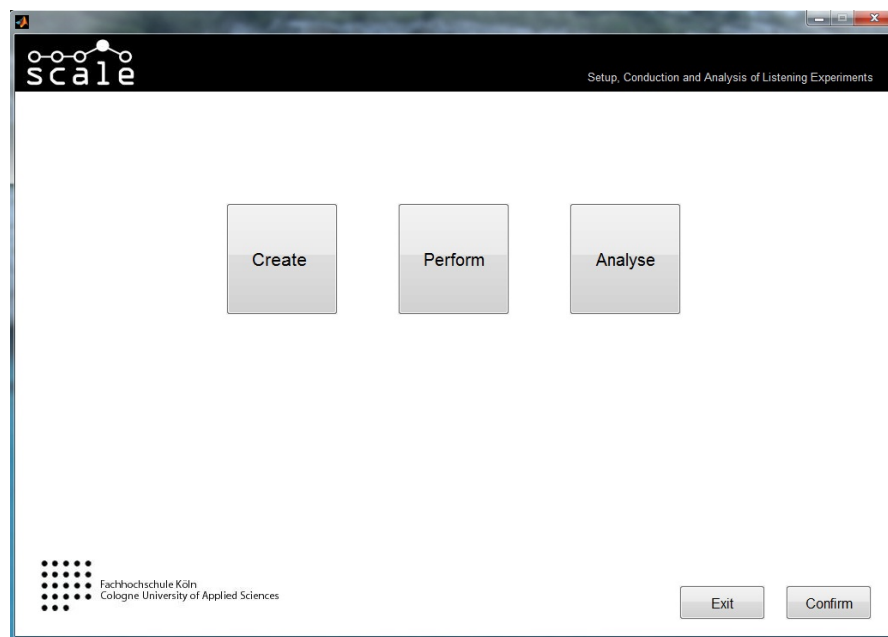 scale
Setup, Conduction and Analysis of Listening Experiments
Create
Perform
Analyse
Fachhochschule Köln
Cologne University of Applied Sciences
Exit
Confirm